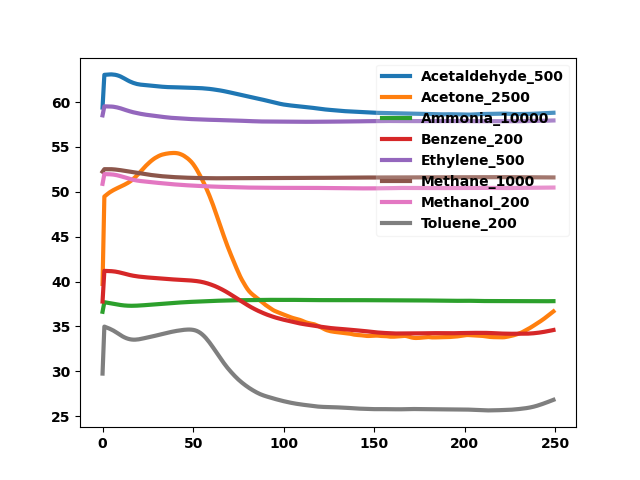 Acetaldehyde_500
Acetone_2500
Ammonia_10000
Benzene_200
Ethylene_500
Methane_1000
Methanol_200
Toluene_200
60
55
50
45
40
35
30
25
0 50 100 150 200 250